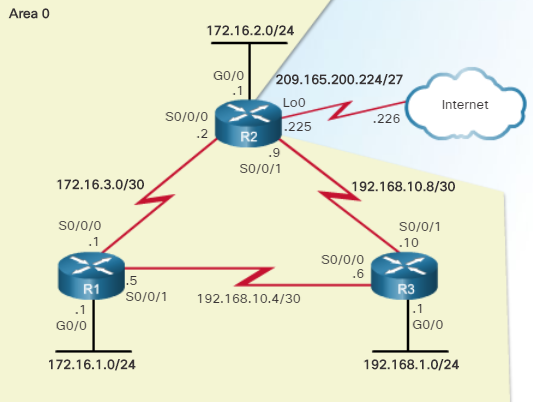 Area 0
172.16.2.0/24
G0/0
.1
209.165.200.224/27
Lo0
.225
.226
Internet
S0/0/0
.2
R2
.9
S0/0/1
172.16.3.0/30
192.168.10.8/30
S0/0/0
.1
S0/0/1
.10
R1
.5
S0/0/1
192.168.10.4/30
S0/0/0
.6
R3
.1
G0/0
172.16.1.0/24
.1
G0/0
192.168.1.0/24